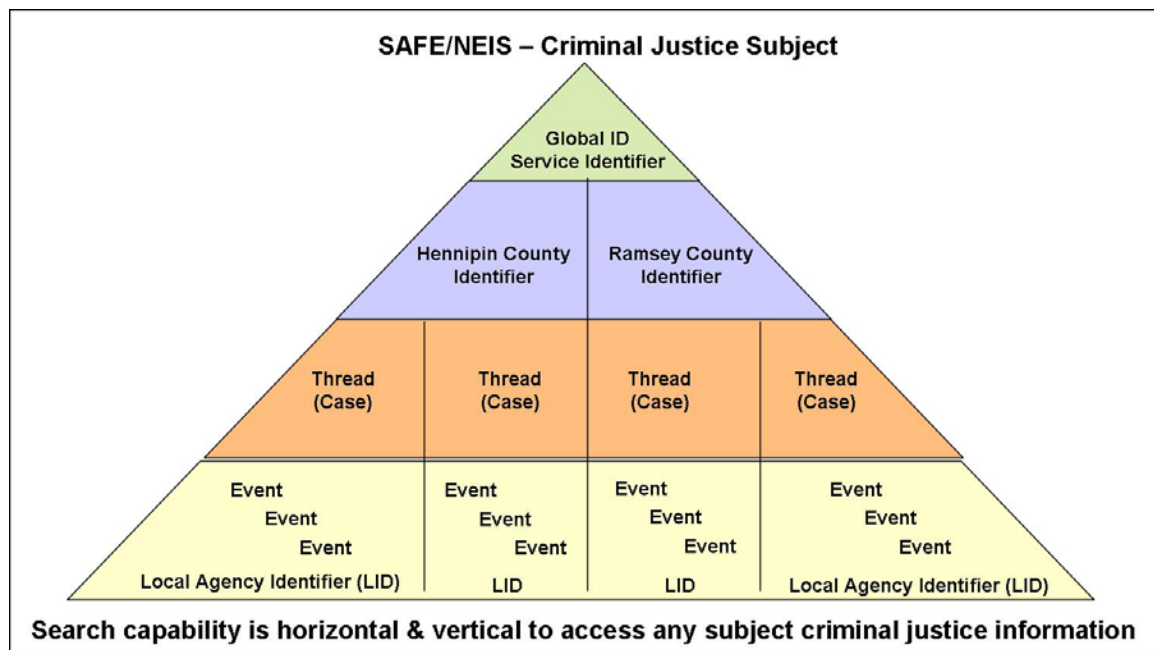 SAFE/NEIS – Criminal Justice Subject
Global ID
Service Identifier
Hennipin County
Identifier
Ramsey County
Identifier
Thread
(Case)
Thread
(Case)
Thread
(Case)
Thread
(Case)
Event
Event
Event
Local Agency Identifier (LID)
Event
Event
Event
LID
Event
Event
Event
LID
Event
Event
Event
Local Agency Identifier (LID)
Search capability is horizontal & vertical to access any subject criminal justice information